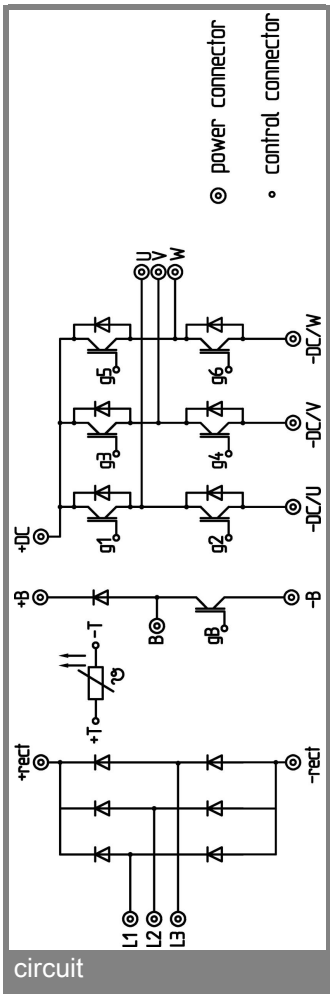 power connector
control connector
U
V
W
+DC
g1
g3
g5
g2
g4
g6
-DC/U
-DC/V
-DC/W
+B
B
gB
-B
+T
-T
ϑ
+rect
-rect
L1
L2
L3
circuit